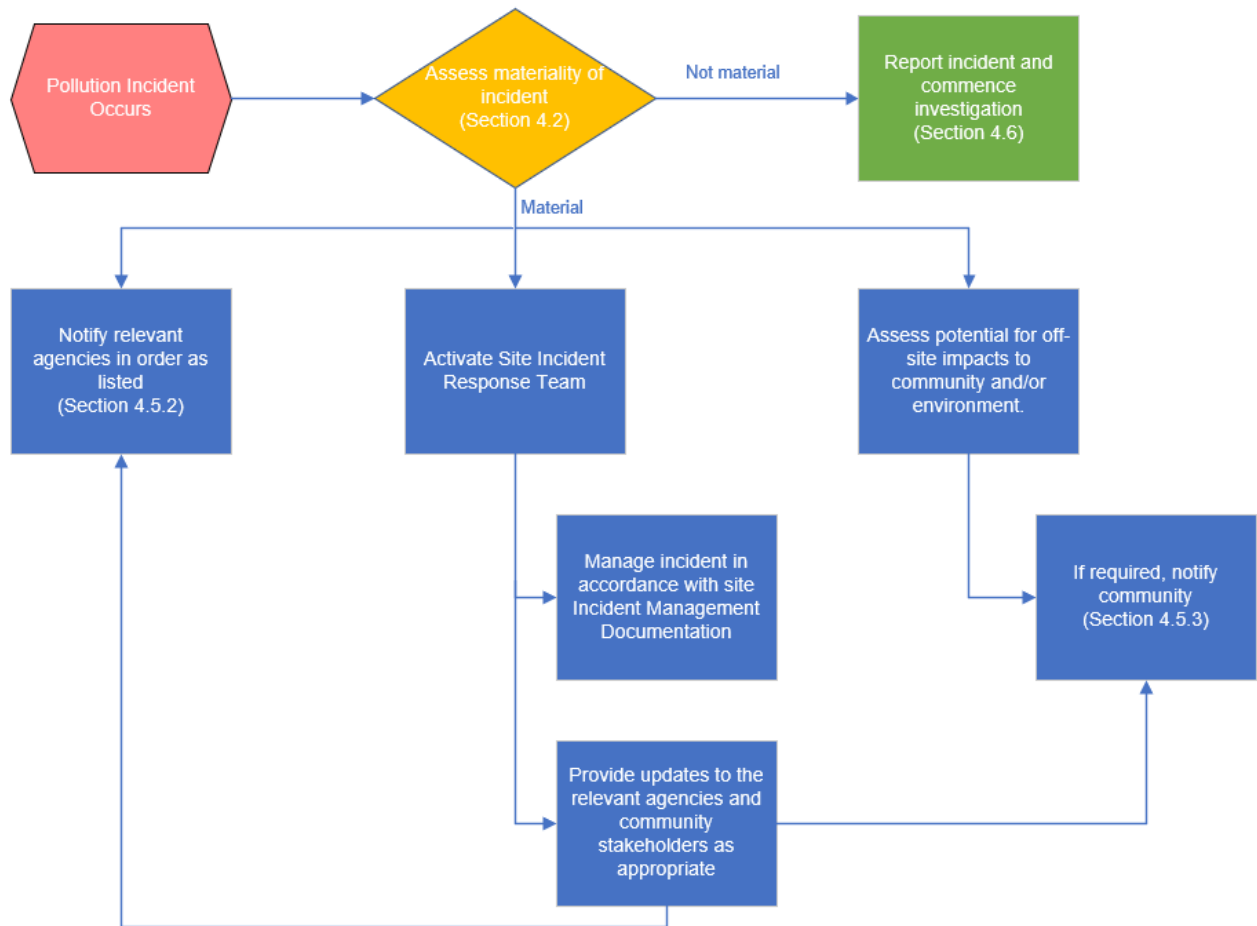 Pollution Incident
Occurs
Assess materiality of
incident
(Section 4.2)
Not material
Report incident and
commence
investigation
(Section 4.6)
Material
Notify relevant
agencies in order as
listed
(Section 4.5.2)
Activate Site Incident
Response Team
Assess potential for off-
site impacts to
community and/or
environment.
Manage incident in
accordance with site
Incident Management
Documentation
If required, notify
community
(Section 4.5.3)
Provide updates to the
relevant agencies and
community
stakeholders as
appropriate